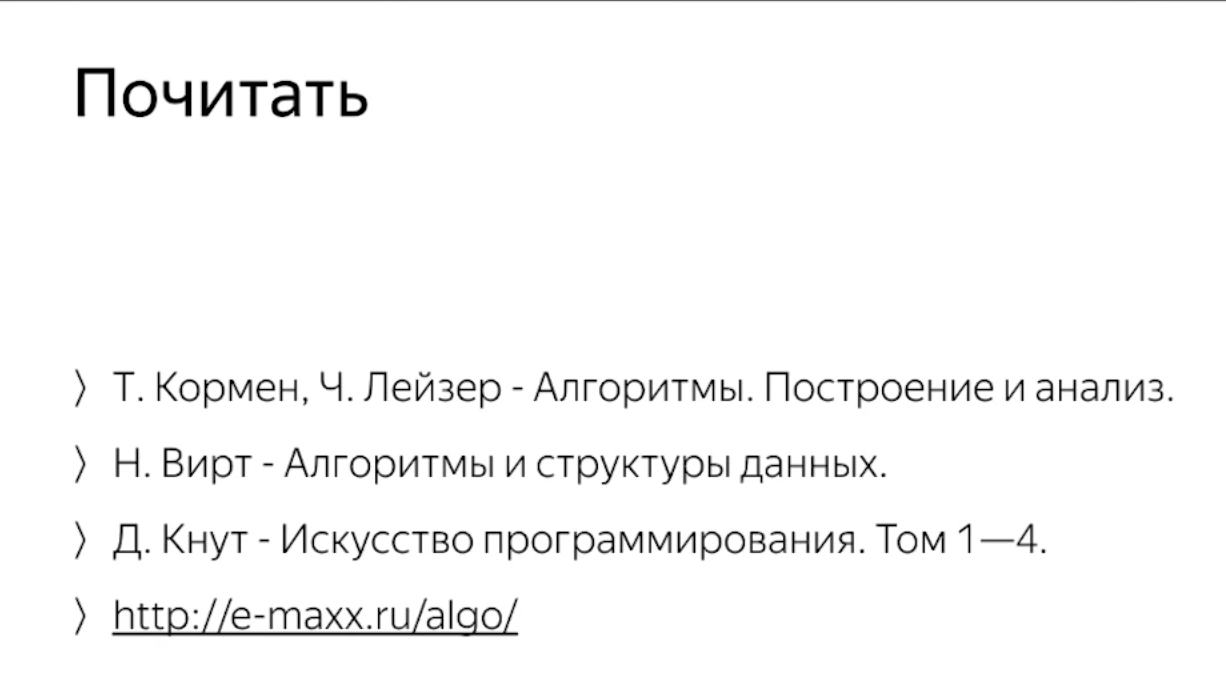 Почитать
〉 Т. Кормен, Ч. Лейзер - Алгоритмы. Построение и анализ.
〉 Н. Вирт - Алгоритмы и структуры данных.
〉 Д. Кнут - Искусство программирования. Том 1—4.
〉 http://e-maxx.ru/algo/